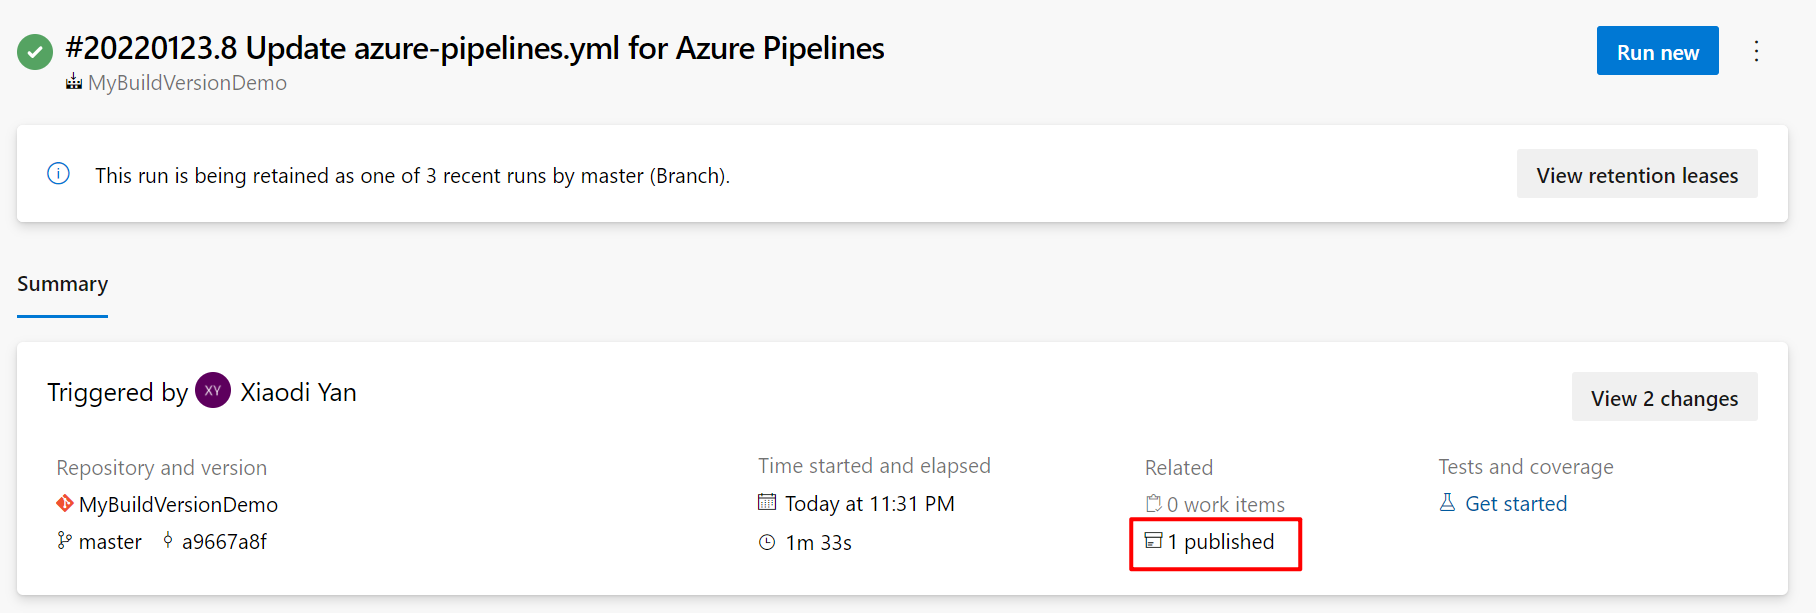 #20220123.8 Update azure-pipelines.yml for Azure Pipelines
MyBuildVersionDemo
Run new
This run is being retained as one of 3 recent runs by master (Branch).
View retention leases
Summary
Triggered by XY Xiaodi Yan
View 2 changes
Repository and version
MyBuildVersionDemo
master a9667a8f
Time started and elapsed
Today at 11:31 PM
1m 33s
Related
0 work items
1 published
Tests and coverage
Get started